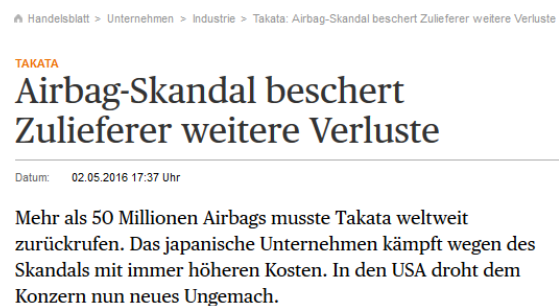 Handelsblatt > Unternehmen > Industrie > Takata: Airbag-Skandal beschert Zulieferer weitere Verluste
TAKATA
Airbag-Skandal beschert
Zulieferer weitere Verluste
Datum: 02.05.2016 17:37 Uhr
Mehr als 50 Millionen Airbags musste Takata weltweit
zurückrufen. Das japanische Unternehmen kämpft wegen des
Skandals mit immer höheren Kosten. In den USA droht dem
Konzern nun neues Ungemach.